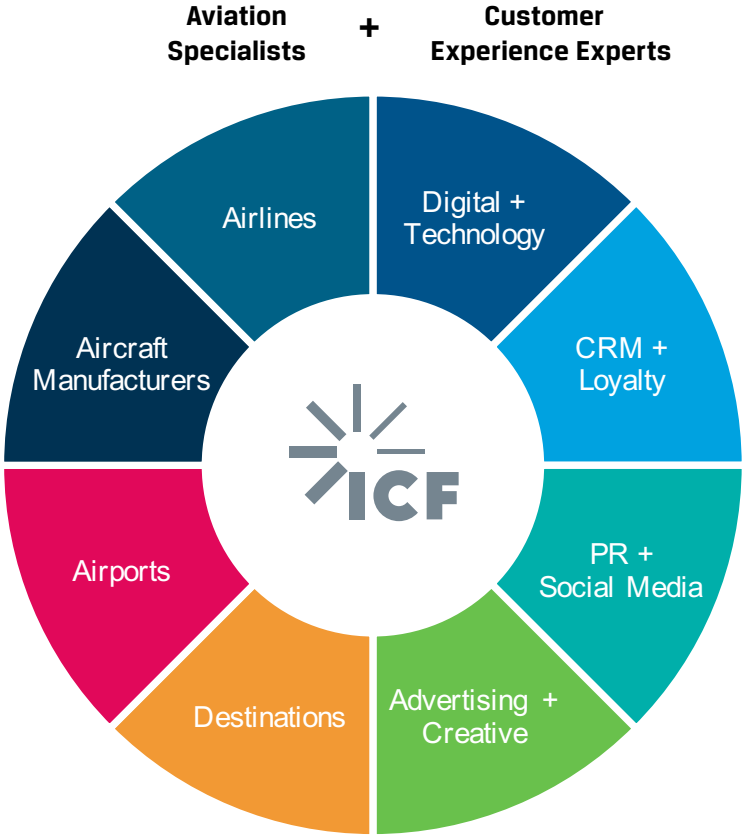 Aviation
Specialists
+
Customer
Experience Experts
Airlines
Digital +
Technology
Aircraft
Manufacturers
CRM +
Loyalty
ICF
Airports
PR +
Social Media
Destinations
Advertising +
Creative